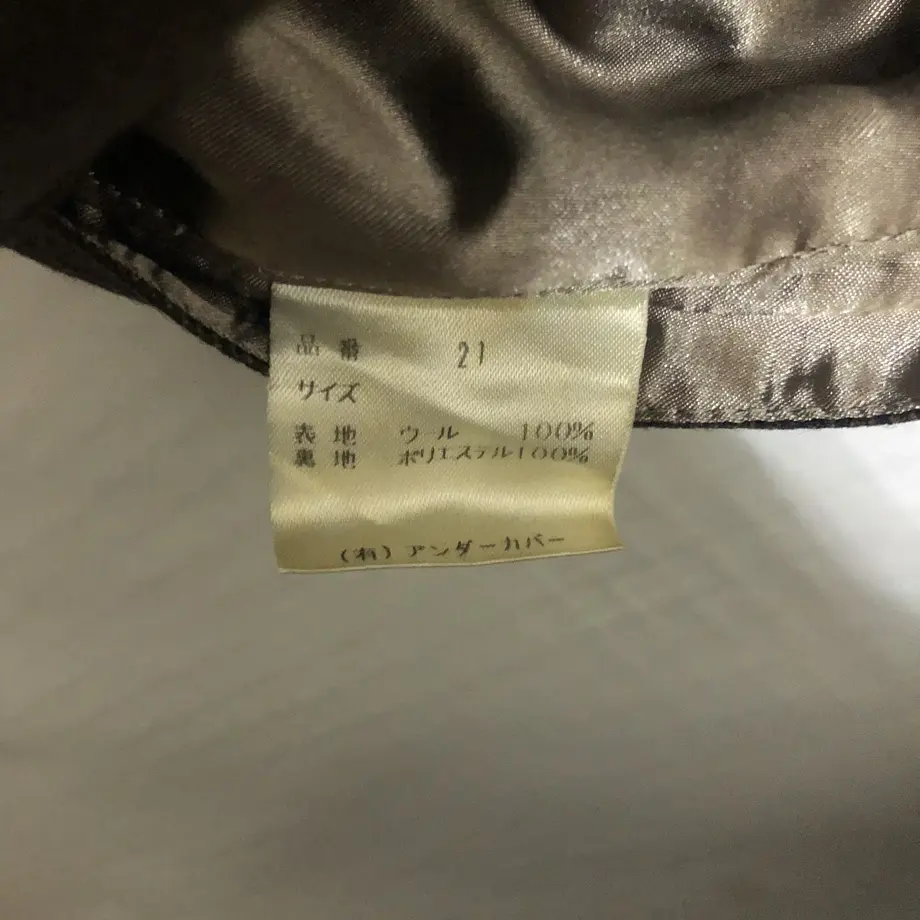 品番 21
サイズ
表地 ウール 100%
裏地 ポリエステル100%
(有)アンダーカバー